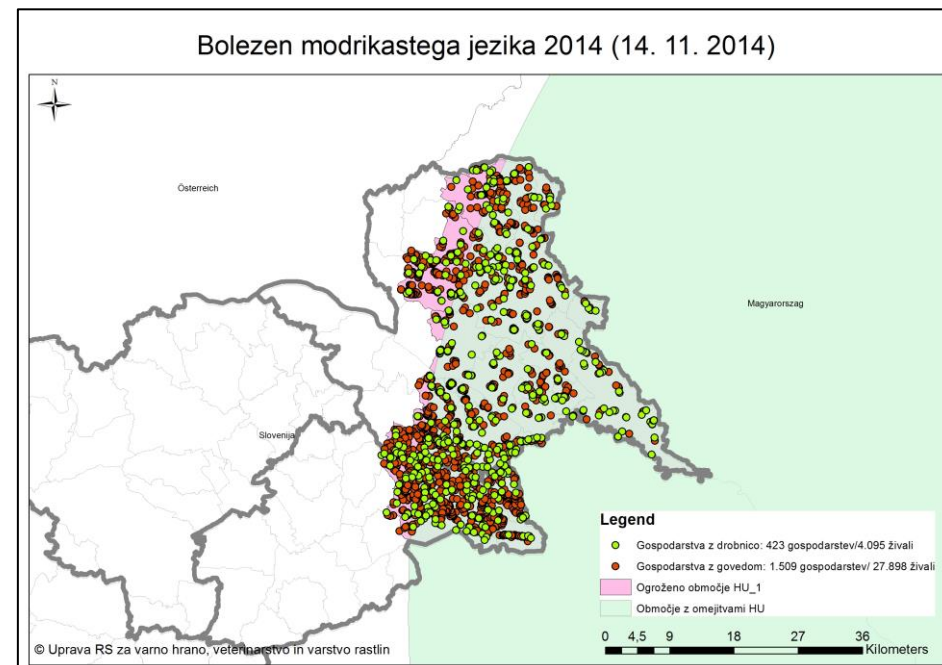 Bolezen modrikastega jezika 2014 (14. 11. 2014)
N
Österreich
Magyarorszag
Slovenija
Legend
Gospodarstva z drobnico: 423 gospodarstev/4.095 živali
Gospodarstva z govedom: 1.509 gospodarstev/ 27.898 živali
Ogroženo območje HU_1
Območje z omejitvami HU
0 4,5 9 18 27 36
Kilometers
© Uprava RS za varno hrano, veterinarstvo in varstvo rastlin